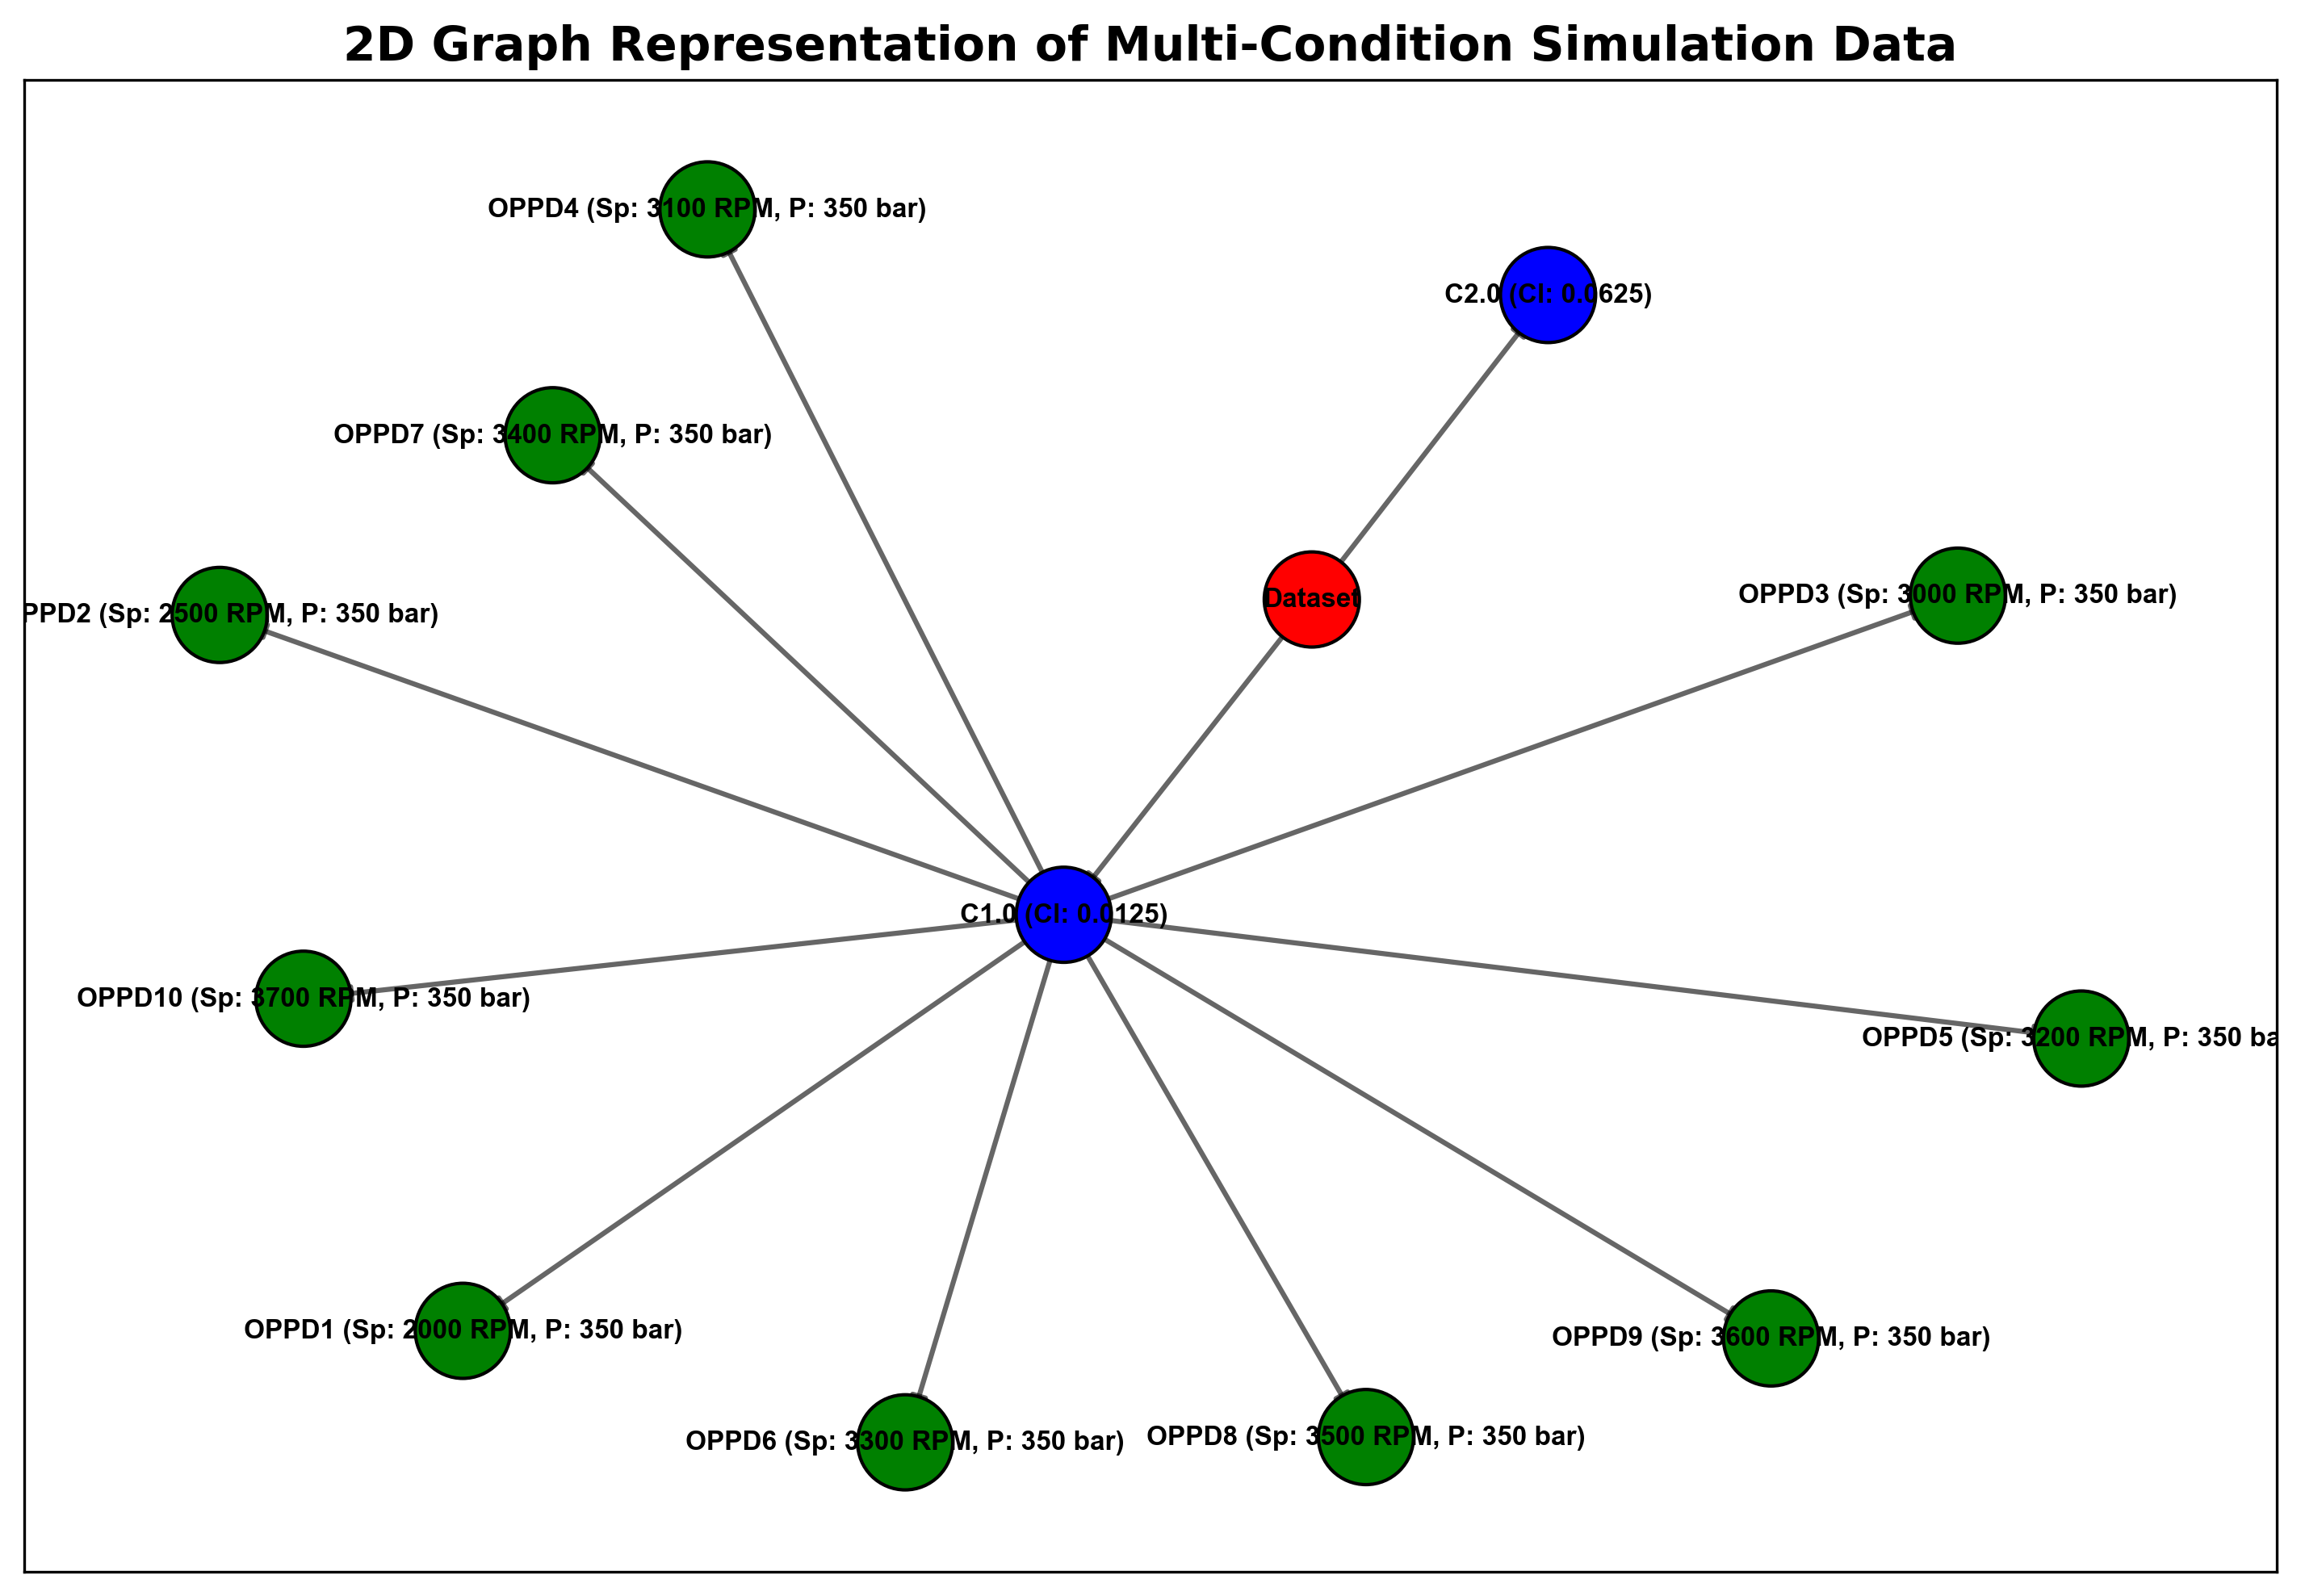 2D Graph Representation of Multi-Condition Simulation Data
OPPD4 (Sp: 3100 RPM, P: 350 bar)
C2.0 (Cl: 0.0625)
OPPD7 (Sp: 3400 RPM, P: 350 bar)
OPPD3 (Sp: 3000 RPM, P: 350 bar)
Dataset
PPD2 (Sp: 2500 RPM, P: 350 bar)
C1.0 (Cl: 0.0125)
OPPD10 (Sp: 3700 RPM, P: 350 bar)
OPPD5 (Sp: 3200 RPM, P: 350 ba
OPPD1 (Sp: 2000 RPM, P: 350 bar)
OPPD9 (Sp: 3600 RPM, P: 350 bar)
OPPD6 (Sp: 3300 RPM, P: 350 bar)
OPPD8 (Sp: 3500 RPM, P: 350 bar)